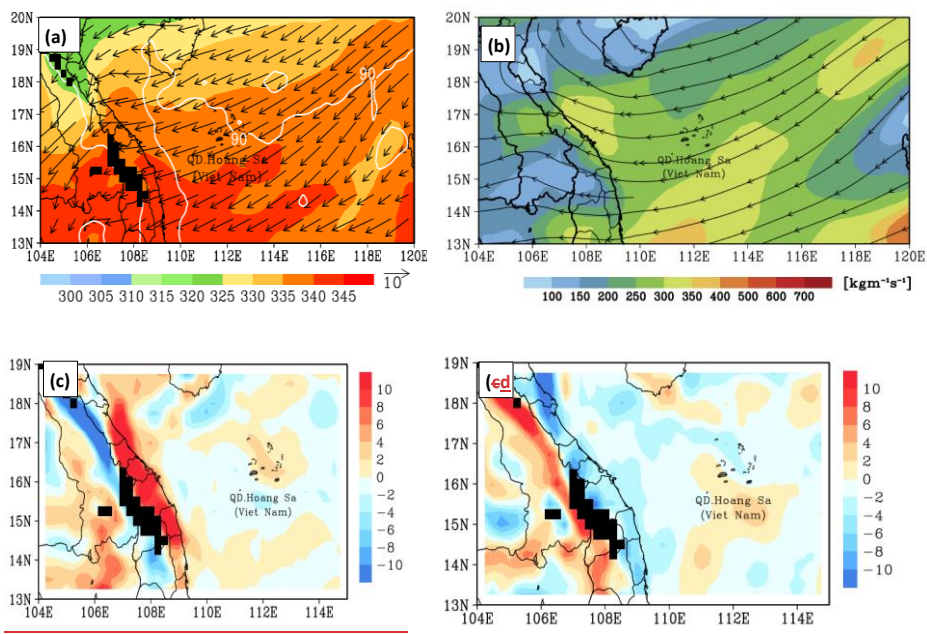 (a)
20N
19N
18N
17N
16N
15N
14N
13N
90
90
QD.Hoang Sa
(Viet Nam)
104E 106E 108E 110E 112E 114E 116E 118E 120E
300 305 310 315 320 325 330 335 340 345
10
(b)
20N
19N
18N
17N
16N
15N
14N
13N
QD.Hoang Sa
(Viet Nam)
104E 106E 108E 110E 112E 114E 116E 118E 120E
100 150 200 250 300 350 400 500 600 700
[kgm⁻¹s⁻¹]
(c)
19N
18N
17N
16N
15N
14N
13N
QD.Hoang Sa
(Viet Nam)
104E 106E 108E 110E 112E 114E
10
8
6
4
2
0
−2
−4
−6
−8
−10
(cd)
19N
18N
17N
16N
15N
14N
13N
QD.Hoang Sa
(Viet Nam)
104E 106E 108E 110E 112E 114E
10
8
6
4
2
0
−2
−4
−6
−8
−10